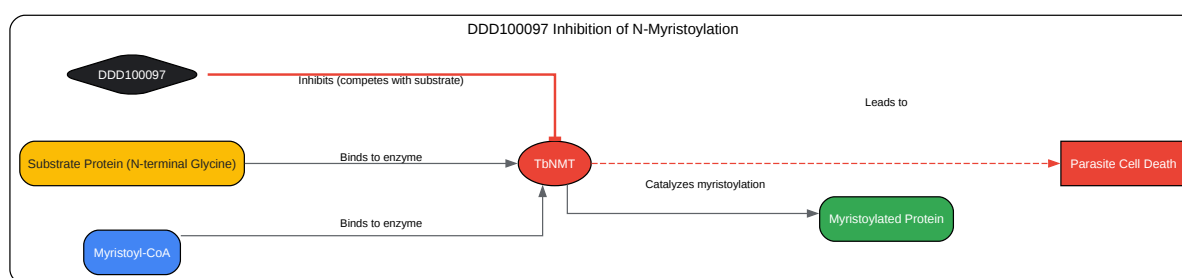 DDD100097 Inhibition of N-Myristoylation
DDD100097
Inhibits (competes with substrate)
Leads to
Substrate Protein (N-terminal Glycine)
Binds to enzyme
TbNMT
Parasite Cell Death
Catalyzes myristoylation
Binds to enzyme
Myristoylated Protein
Myristoyl-CoA